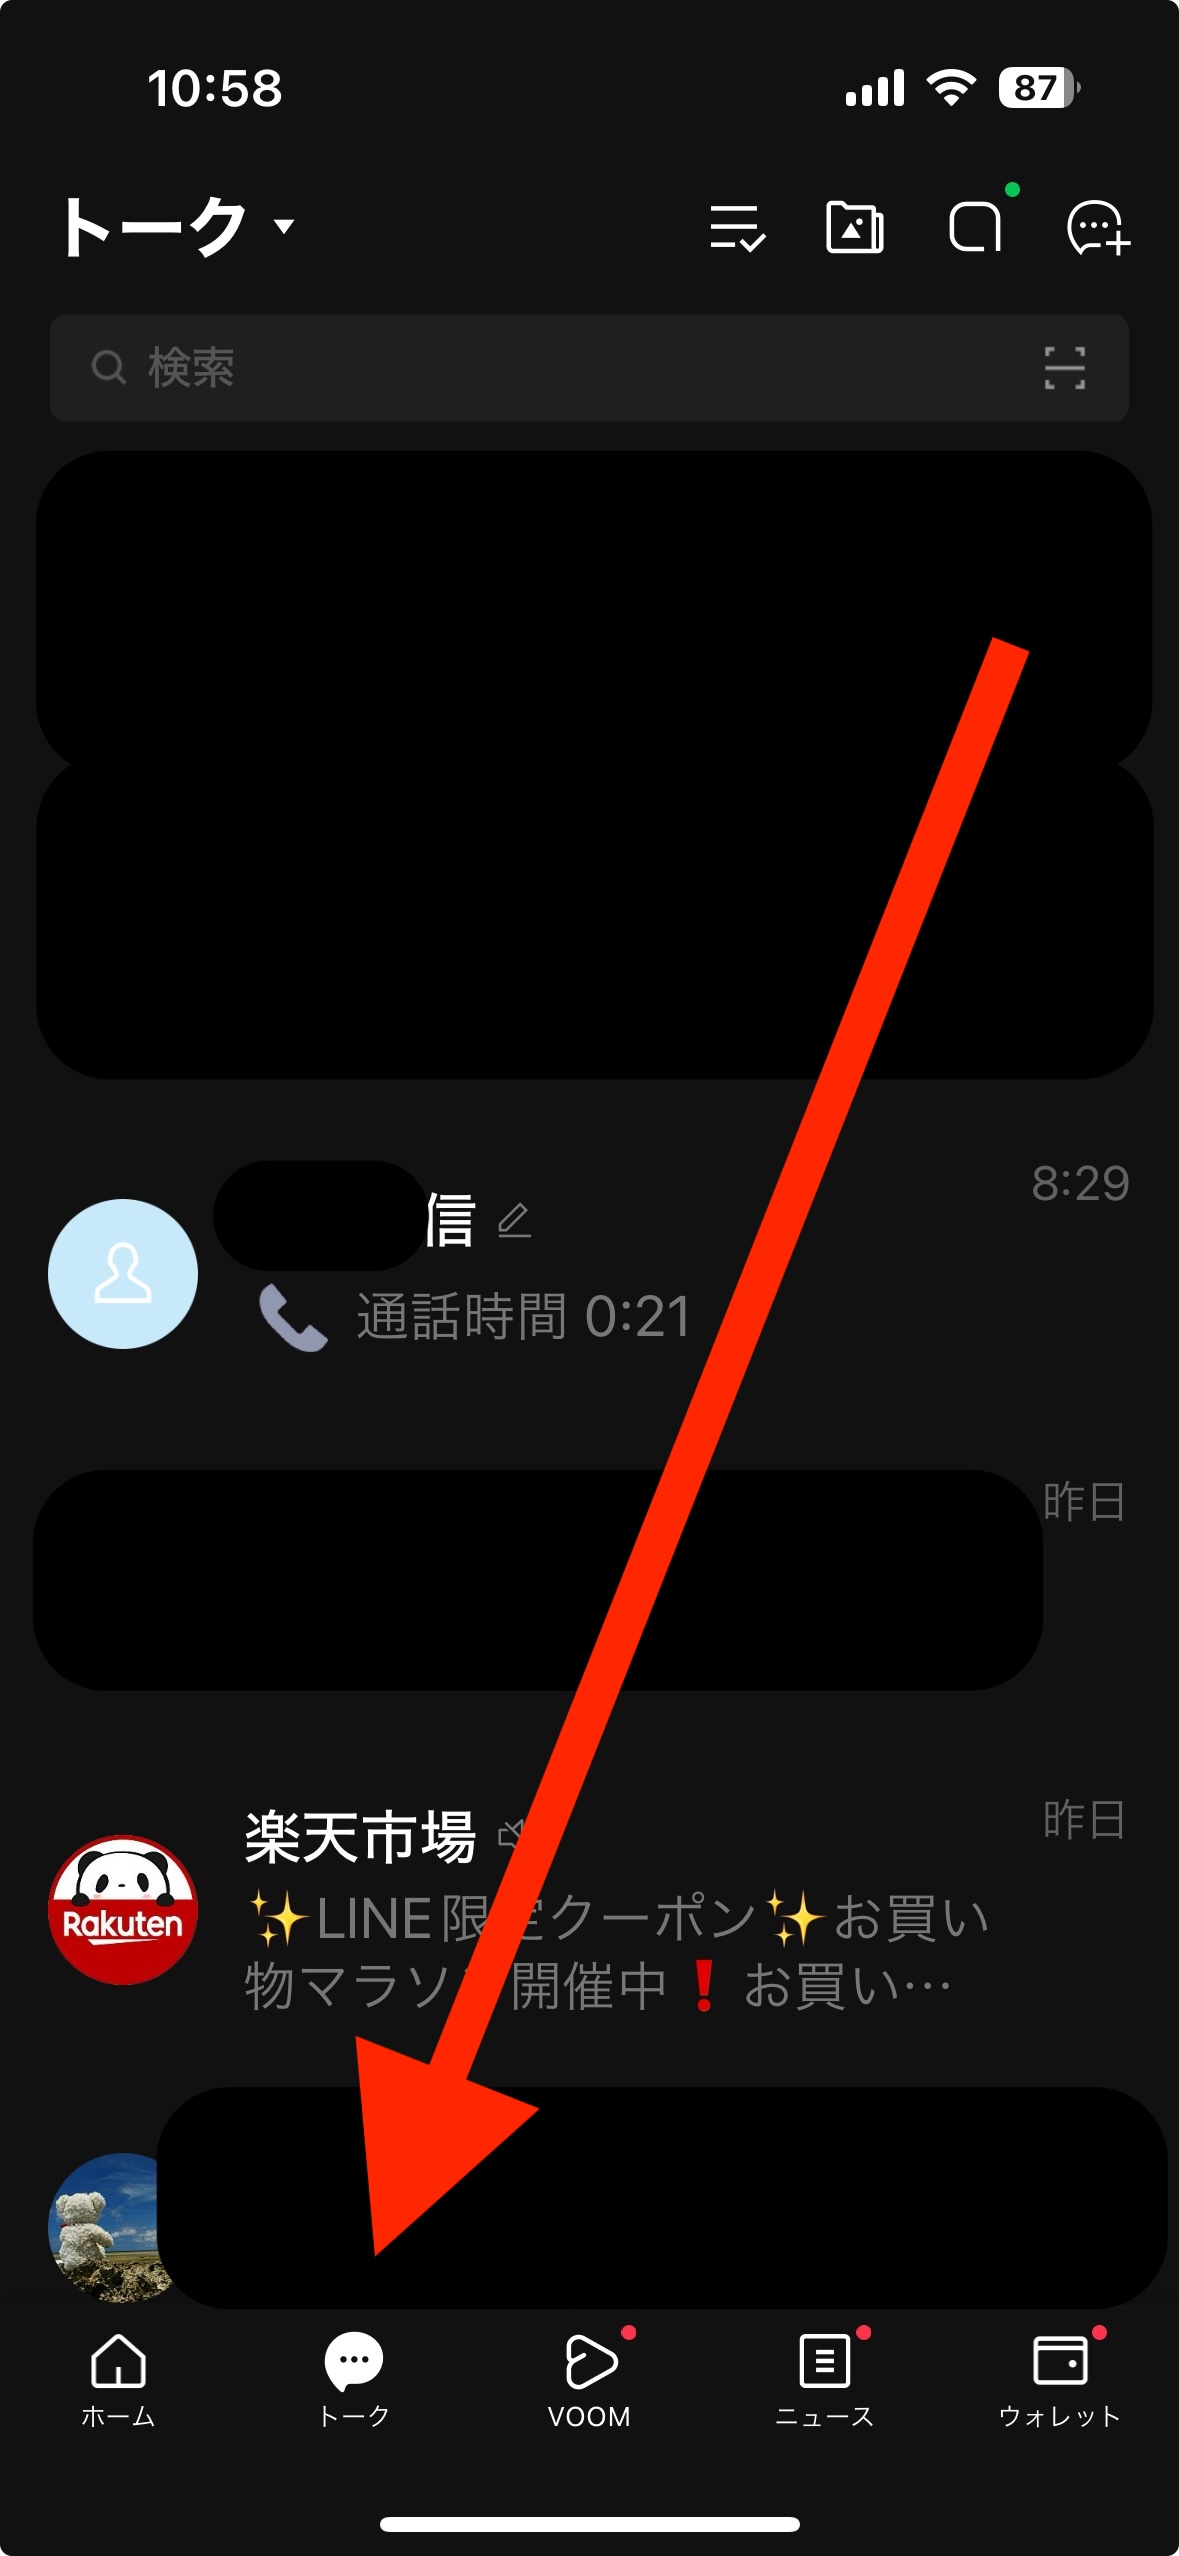 10:58
87
トーク
検索
8:29
信
通話時間 0:21
昨日
楽天市場
昨日
Rakuten
✨LINE限定クーポン✨お買い
物マラソ 開催中❗お買い…
ホーム
トーク
VOOM
ニュース
ウォレット